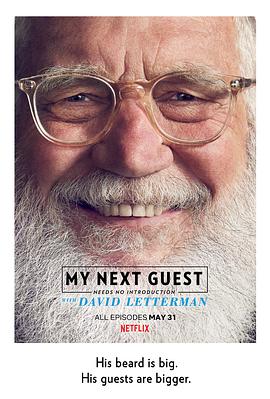 MY NEXT GUEST
NEEDS NO INTRODUCTION
WITH DAVID LETTERMAN
ALL EPISODES MAY 31
NETFLIX
His beard is big.
His guests are bigger.